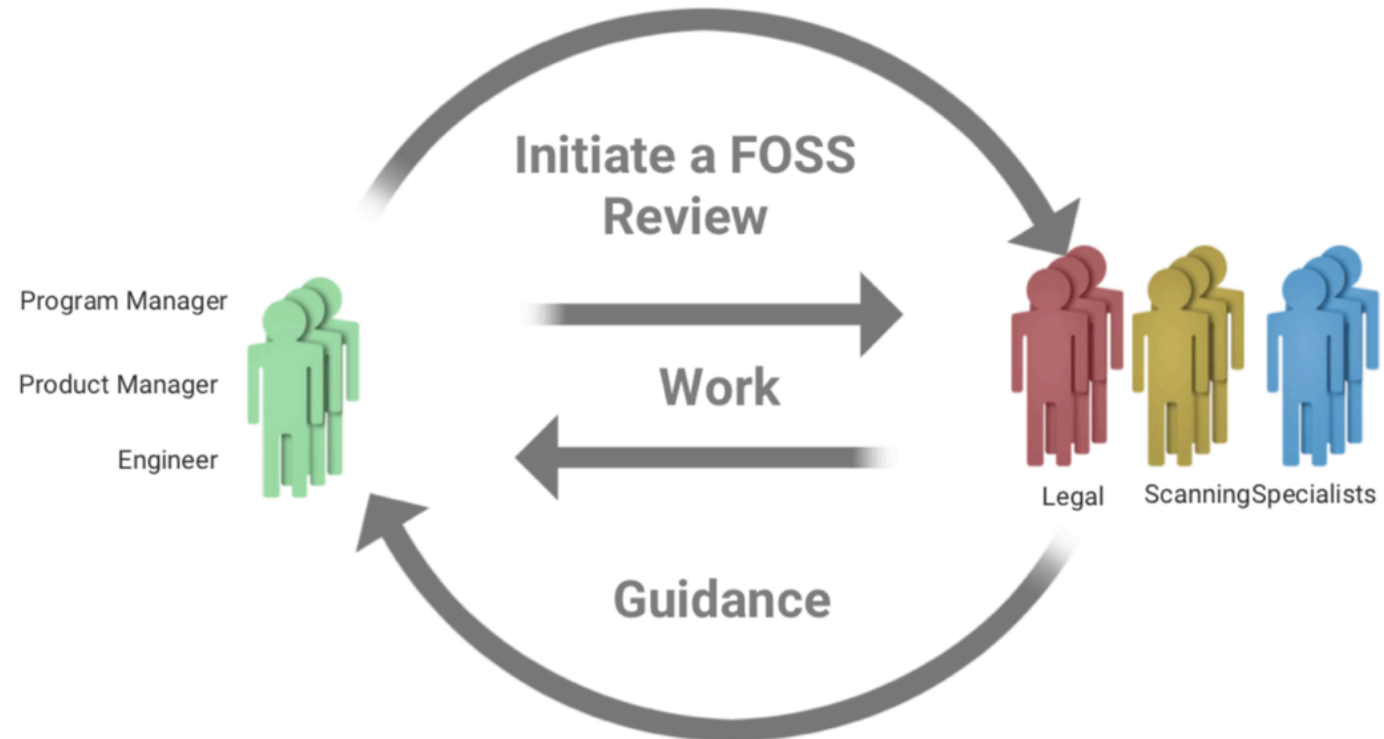 Initiate a FOSS
Review
Program Manager
Product Manager
Engineer
Work
Legal
Scanning
Specialists
Guidance